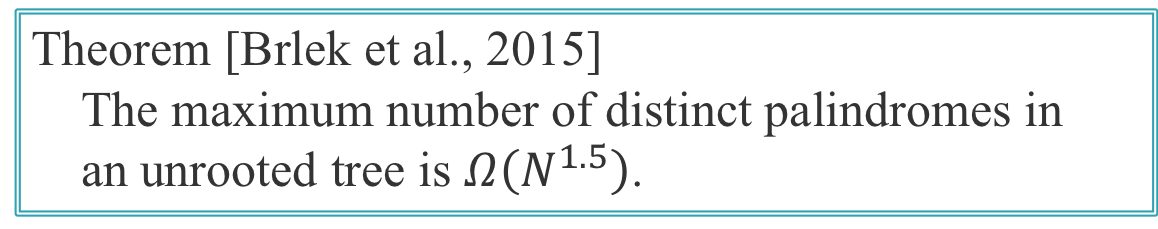 Theorem [Brlek et al., 2015]
The maximum number of distinct palindromes in
an unrooted tree is Ω(N^1.5).